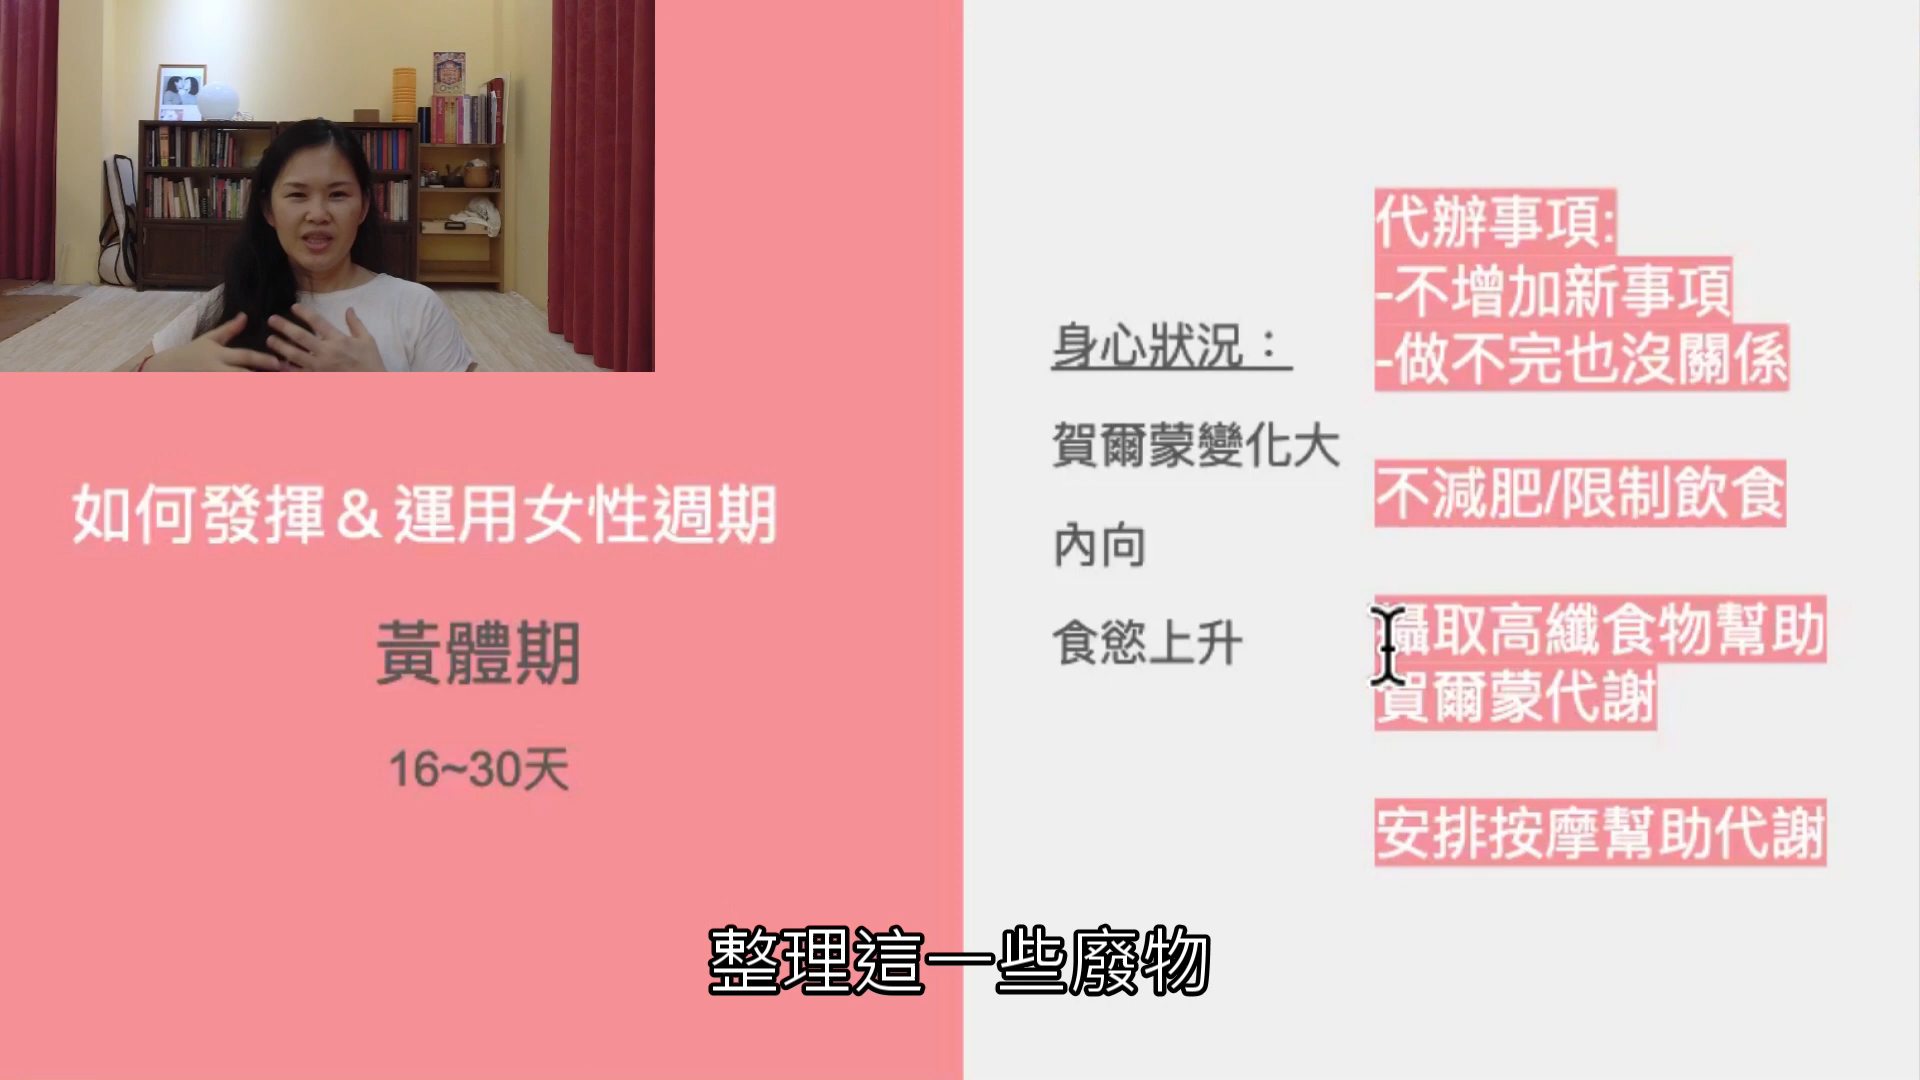 如何發揮＆運用女性週期
黃體期
16~30天
身心狀況：
賀爾蒙變化大
內向
食慾上升
代辦事項:
-不增加新事項
-做不完也沒關係
不減肥/限制飲食
攝取高纖食物幫助
賀爾蒙代謝
安排按摩幫助代謝
整理這一些廢物